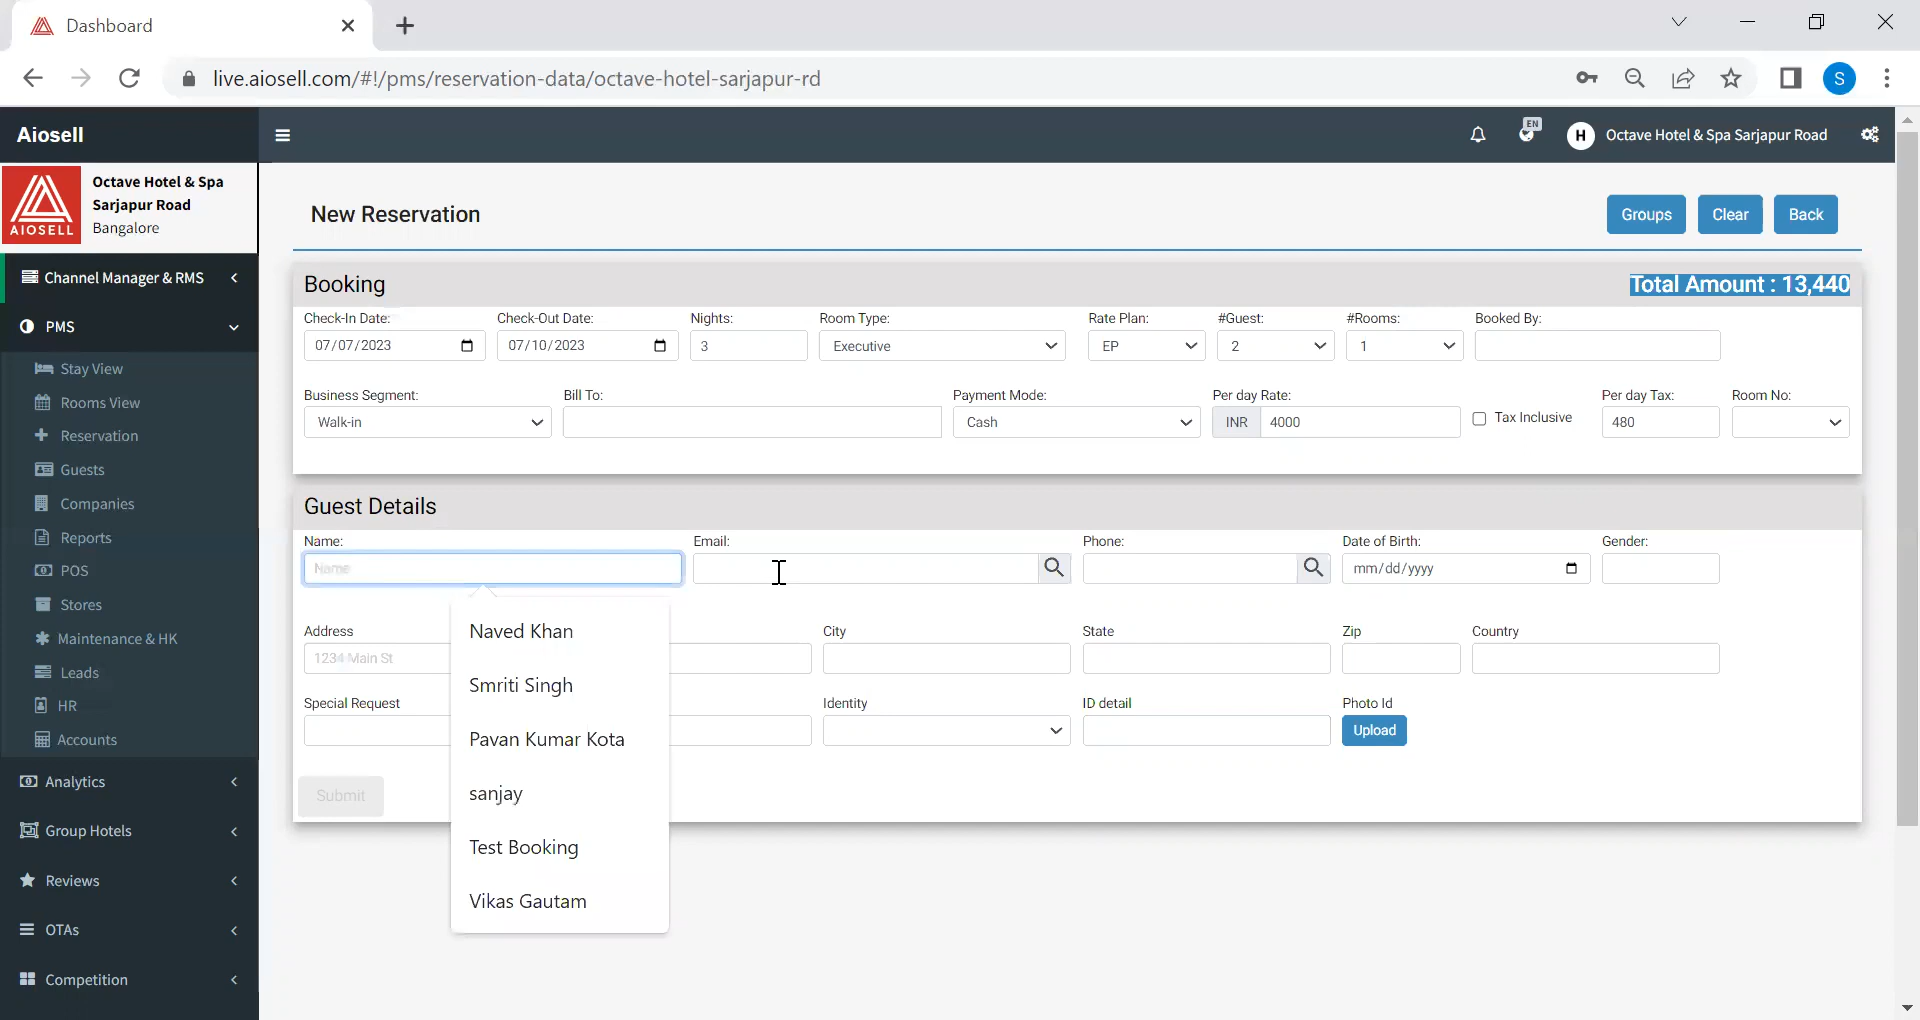 Dashboard
live.aiosell.com/#!/pms/reservation-data/octave-hotel-sarjapur-rd
S
Aiosell
EN
H Octave Hotel & Spa Sarjapur Road
AIOSELL
Octave Hotel & Spa
Sarjapur Road
Bangalore
Channel Manager & RMS
PMS
Stay View
Rooms View
Reservation
Guests
Companies
Reports
POS
Stores
Maintenance & HK
Leads
HR
Accounts
Analytics
Group Hotels
Reviews
OTAs
Competition
New Reservation
Groups Clear Back
Booking Total Amount : 13,440
Check-In Date: Check-Out Date: Nights: Room Type: Rate Plan: #Guest: #Rooms: Booked By:
07/07/2023 07/10/2023 3 Executive EP 2 1
Business Segment: Bill To: Payment Mode: Per day Rate: Per day Tax: Room No:
Walk-in Cash INR 4000 Tax Inclusive 480
Guest Details
Name: Email: Phone: Date of Birth: Gender:
Name mm/dd/yyyy
Address City State Zip Country
1234 Main St
Special Request Identity ID detail Photo Id
Upload
Submit
Naved Khan
Smriti Singh
Pavan Kumar Kota
sanjay
Test Booking
Vikas Gautam